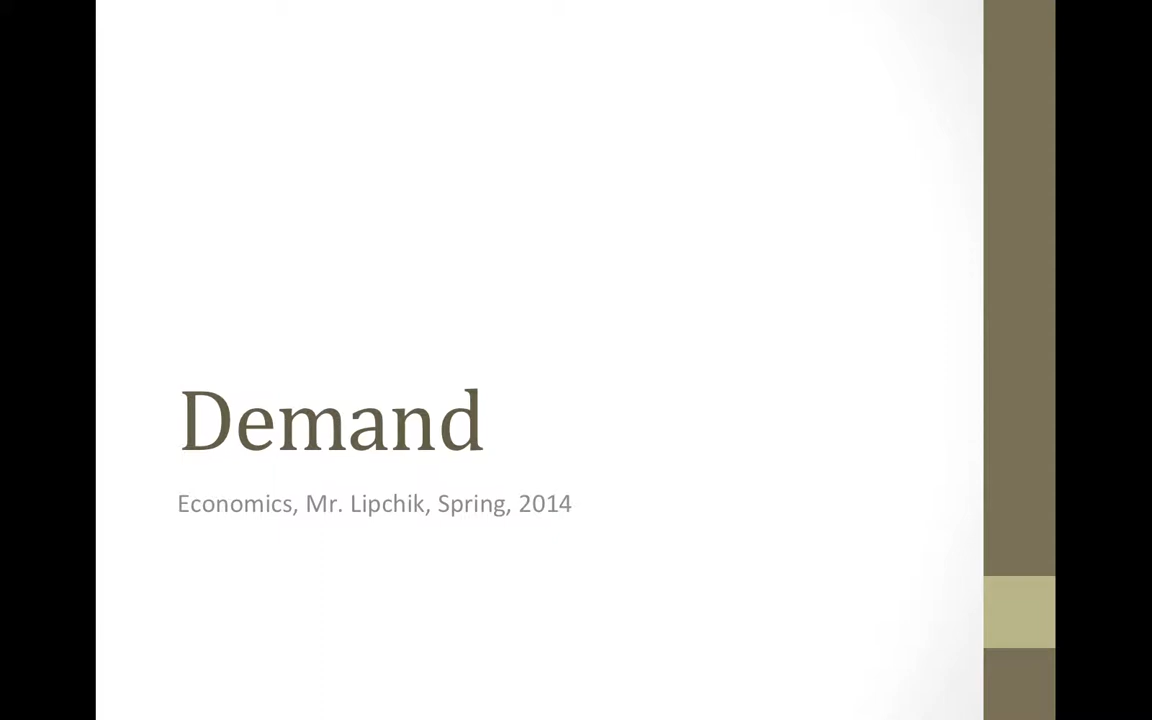 Demand
Economics, Mr. Lipchik, Spring, 2014